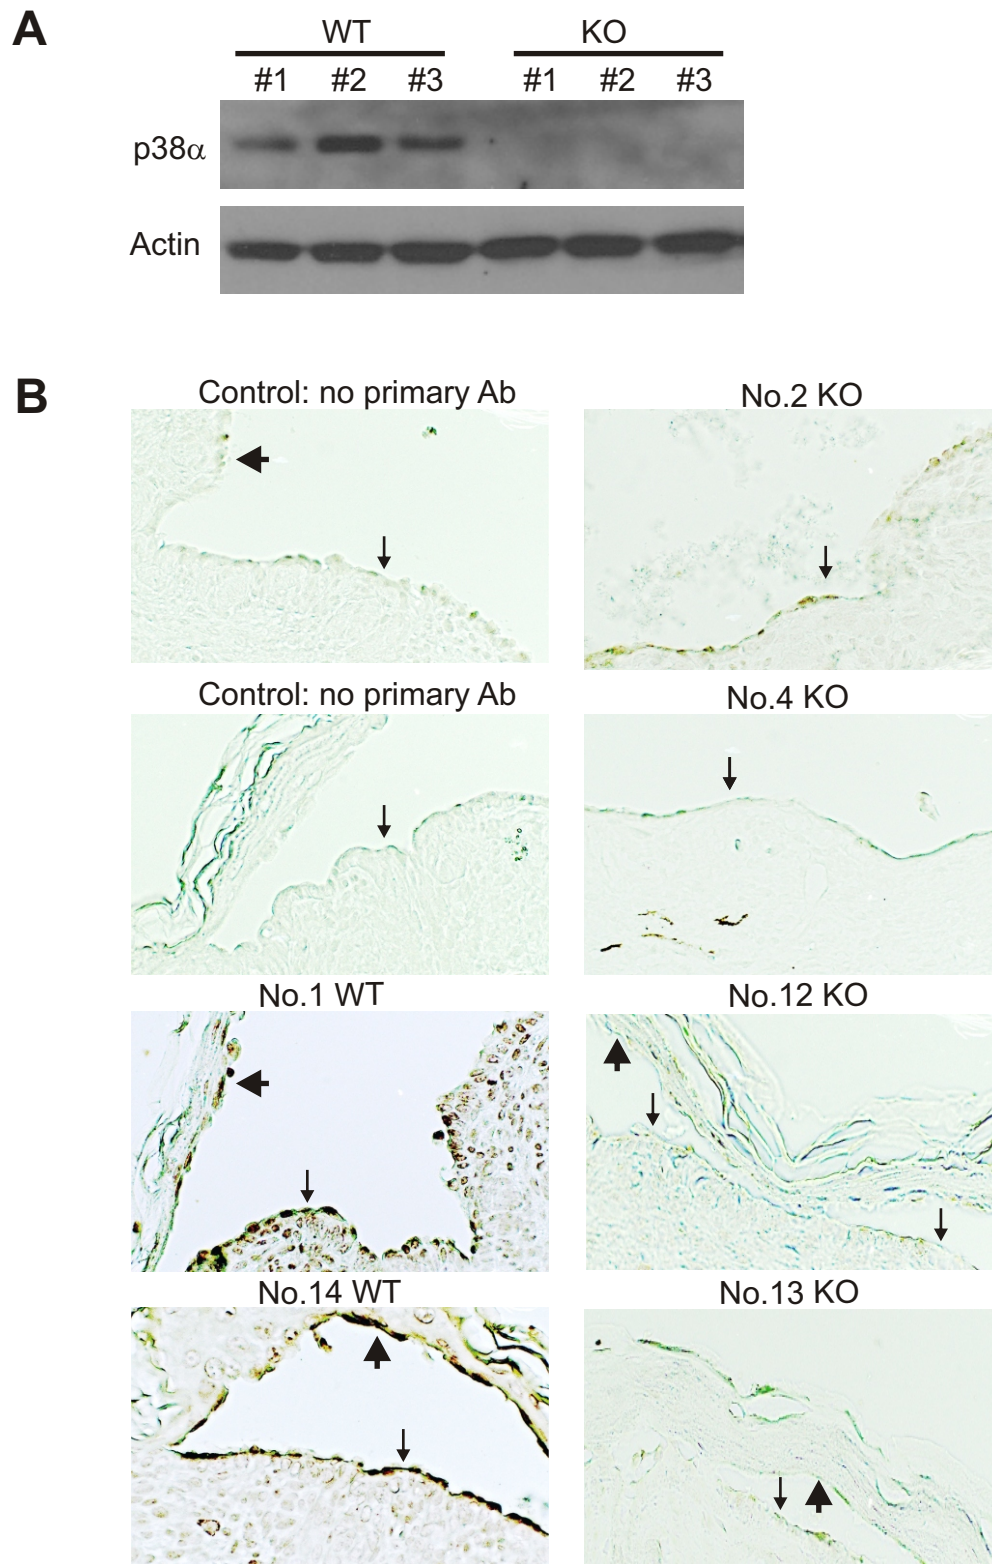 A
WT KO
#1 #2 #3 #1 #2 #3
p38α
Actin
B
Control: no primary Ab
No.2 KO
Control: no primary Ab
No.4 KO
No.1 WT
No.12 KO
No.14 WT
No.13 KO